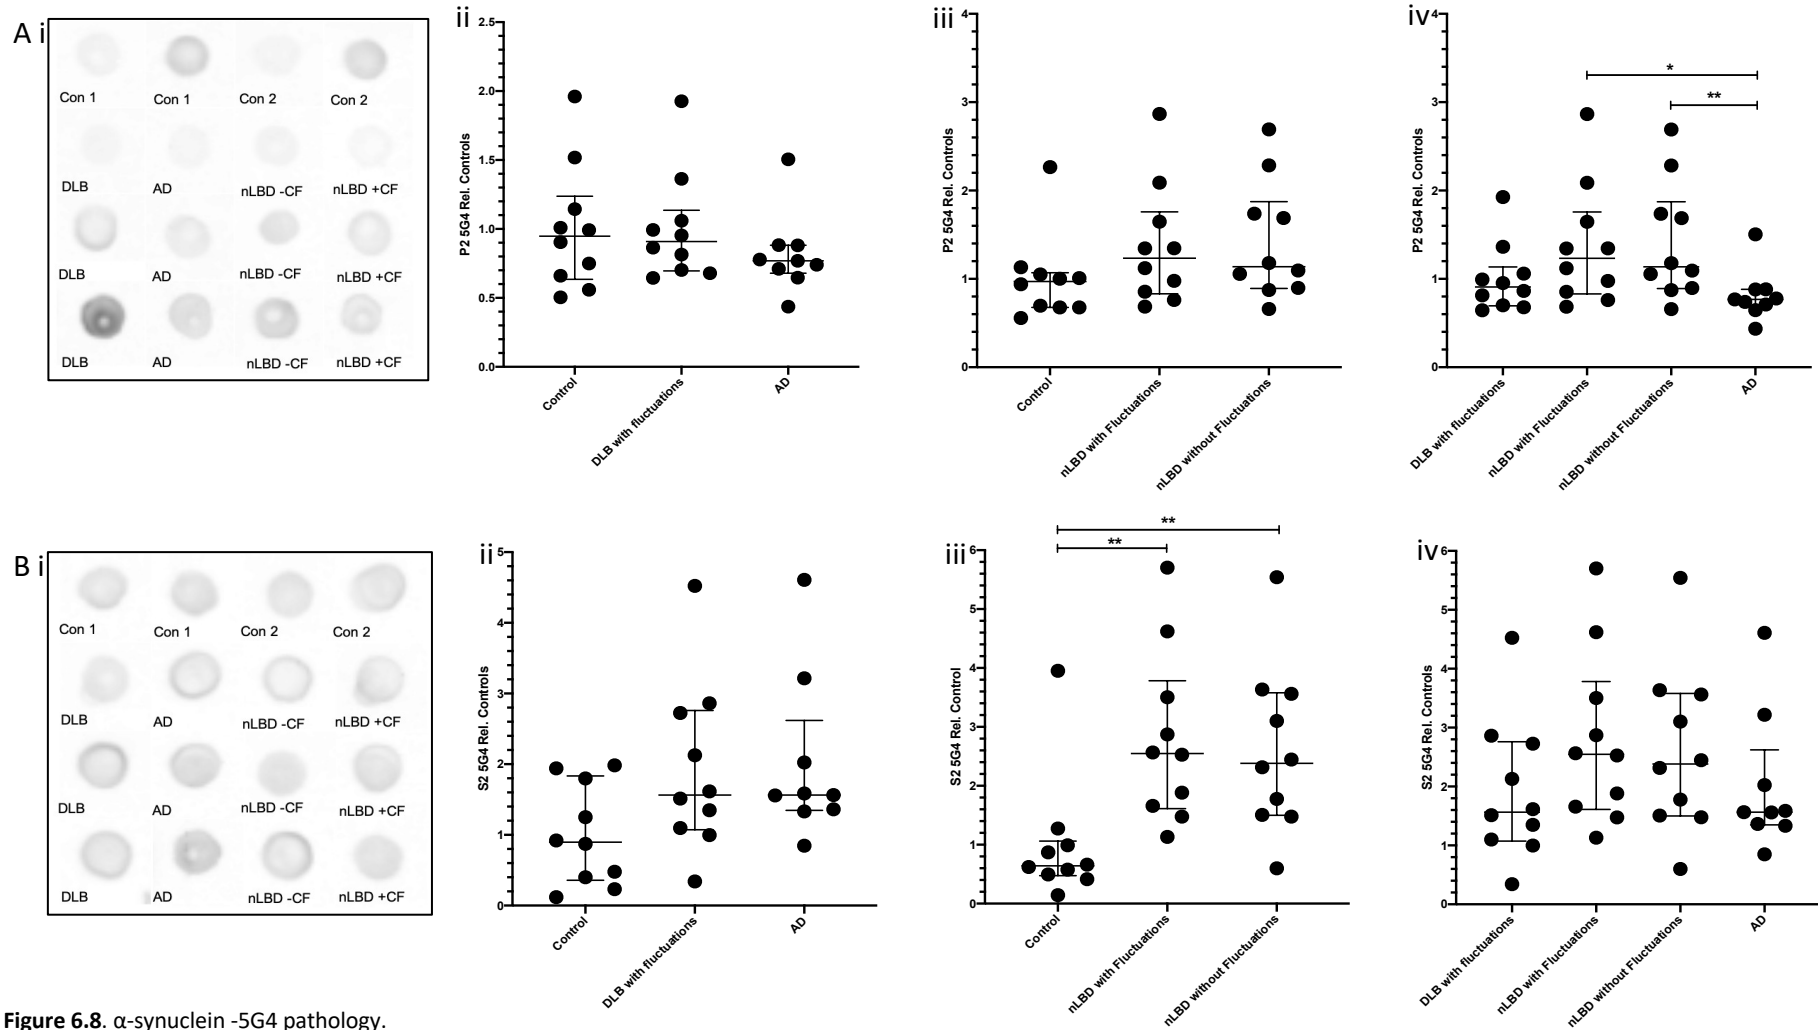 A i
Con 1 Con 1 Con 2 Con 2
DLB AD nLBD -CF nLBD +CF
DLB AD nLBD -CF nLBD +CF
DLB AD nLBD -CF nLBD +CF
ii
P2 5G4 Rel. Controls
2.5
2.0
1.5
1.0
0.5
0.0
Control
DLB with fluctuations
AD
iii
P2 5G4 Rel. Controls
4
3
2
1
0
Control
nLBD with Fluctuations
nLBD without Fluctuations
iv
P2 5G4 Rel. Controls
4
3
2
1
0
*
**
DLB with fluctuations
nLBD with Fluctuations
nLBD without Fluctuations
AD
B i
Con 1 Con 1 Con 2 Con 2
DLB AD nLBD -CF nLBD +CF
DLB AD nLBD -CF nLBD +CF
DLB AD nLBD -CF nLBD +CF
ii
S2 5G4 Rel. Controls
5
4
3
2
1
0
Control
DLB with fluctuations
AD
iii
S2 5G4 Rel. Control
6
5
4
3
2
1
0
**
**
Control
nLBD with Fluctuations
nLBD without Fluctuations
iv
S2 5G4 Rel. Controls
6
5
4
3
2
1
0
DLB with fluctuations
nLBD with Fluctuations
nLBD without Fluctuations
AD
Figure 6.8. α-synuclein -5G4 pathology.